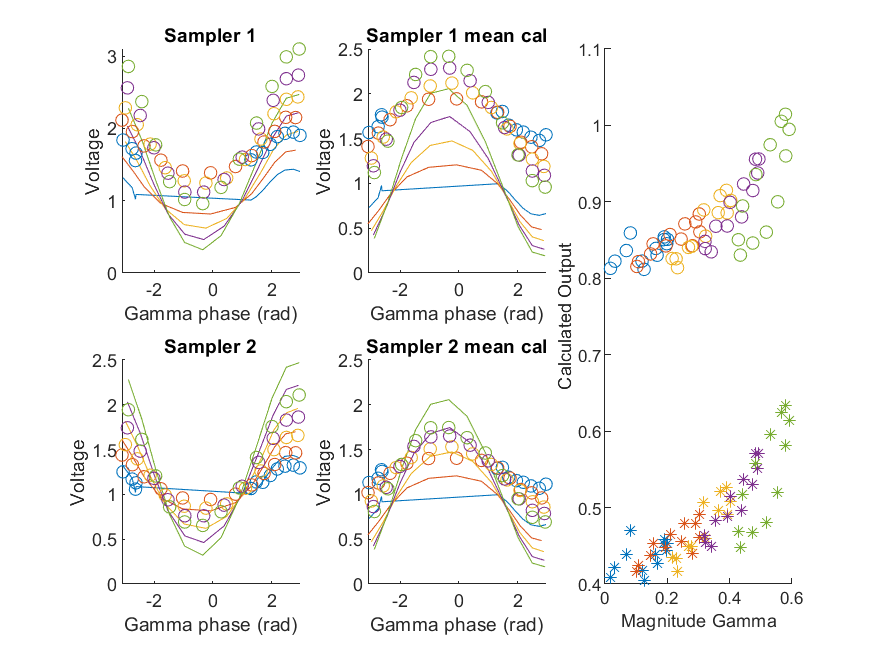 Sampler 1
3
2
1
0
Voltage
-2 0 2
Gamma phase (rad)
Sampler 1 mean cal
2.5
2
1.5
1
0.5
0
Voltage
-2 0 2
Gamma phase (rad)
Sampler 2
2.5
2
1.5
1
0.5
0
Voltage
-2 0 2
Gamma phase (rad)
Sampler 2 mean cal
2.5
2
1.5
1
0.5
0
Voltage
-2 0 2
Gamma phase (rad)
1.1
1
0.9
0.8
0.7
0.6
0.5
0.4
Calculated Output
0 0.2 0.4 0.6
Magnitude Gamma